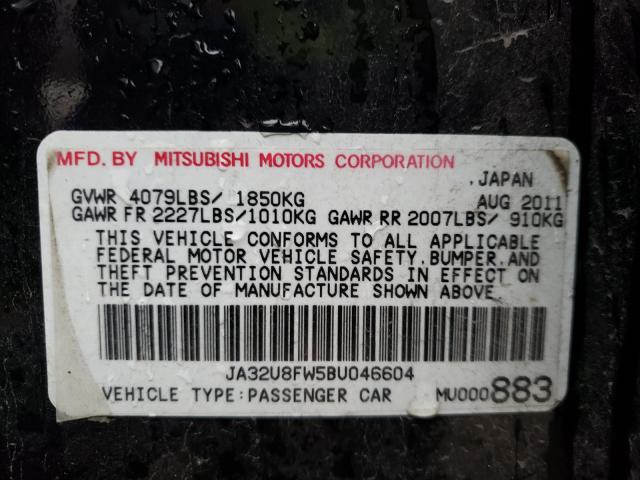 MFD. BY MITSUBISHI MOTORS CORPORATION
, JAPAN
GVWR 4079LBS/ 1850KG AUG 2011
GAWR FR 2227LBS/1010KG GAWR RR 2007LBS/ 910KG
THIS VEHICLE CONFORMS TO ALL APPLICABLE
FEDERAL MOTOR VEHICLE SAFETY, BUMPER, AND
THEFT PREVENTION STANDARDS IN EFFECT ON
THE DATE OF MANUFACTURE SHOWN ABOVE.
JA32U8FW5BU046604
VEHICLE TYPE: PASSENGER CAR MU000883